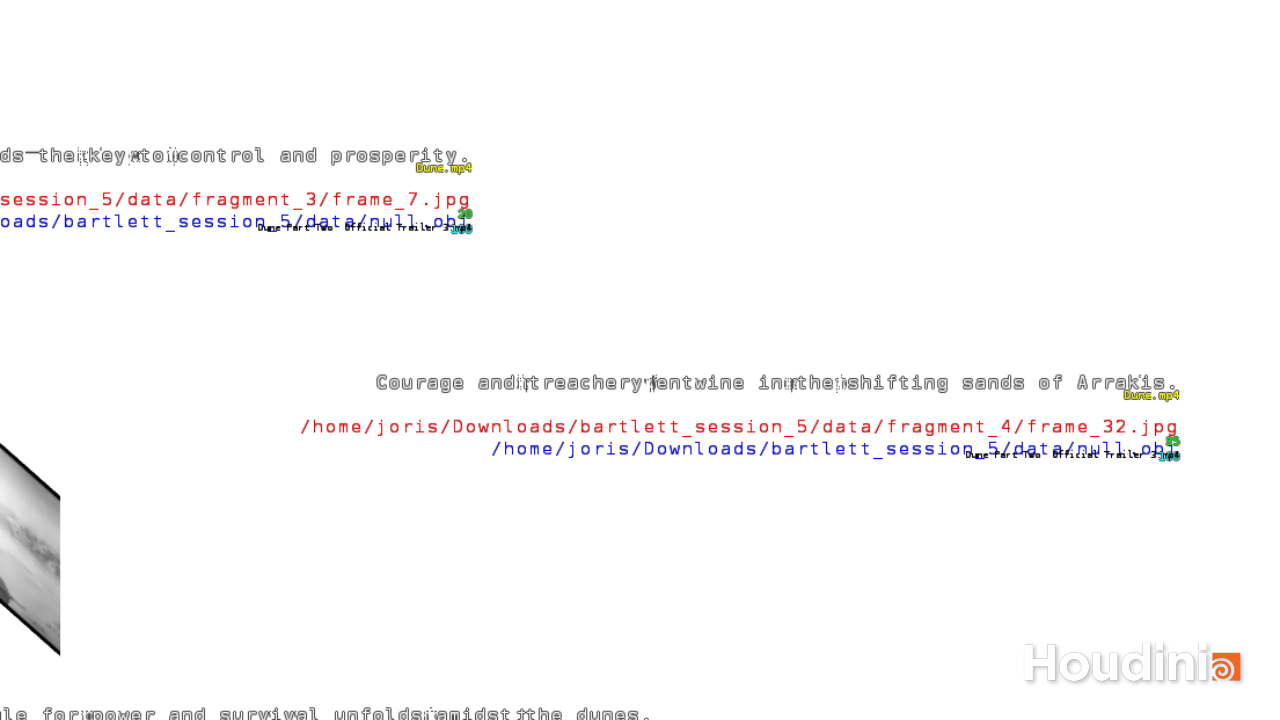 ds the key to control and prosperity.
Dune.mp4
session_5/data/fragment_3/frame_7.jpg
20
oads/bartlett_session_5/data/null.obj
Dune Part Two Official Trailer 3.mp4
Courage and treachery entwine in the shifting sands of Arrakis.
Dune.mp4
/home/joris/Downloads/bartlett_session_5/data/fragment_4/frame_32.jpg
25
/home/joris/Downloads/bartlett_session_5/data/null.obj
Dune Part Two Official Trailer 3.mp4
Houdini
le for power and survival unfolds amidst the dunes.